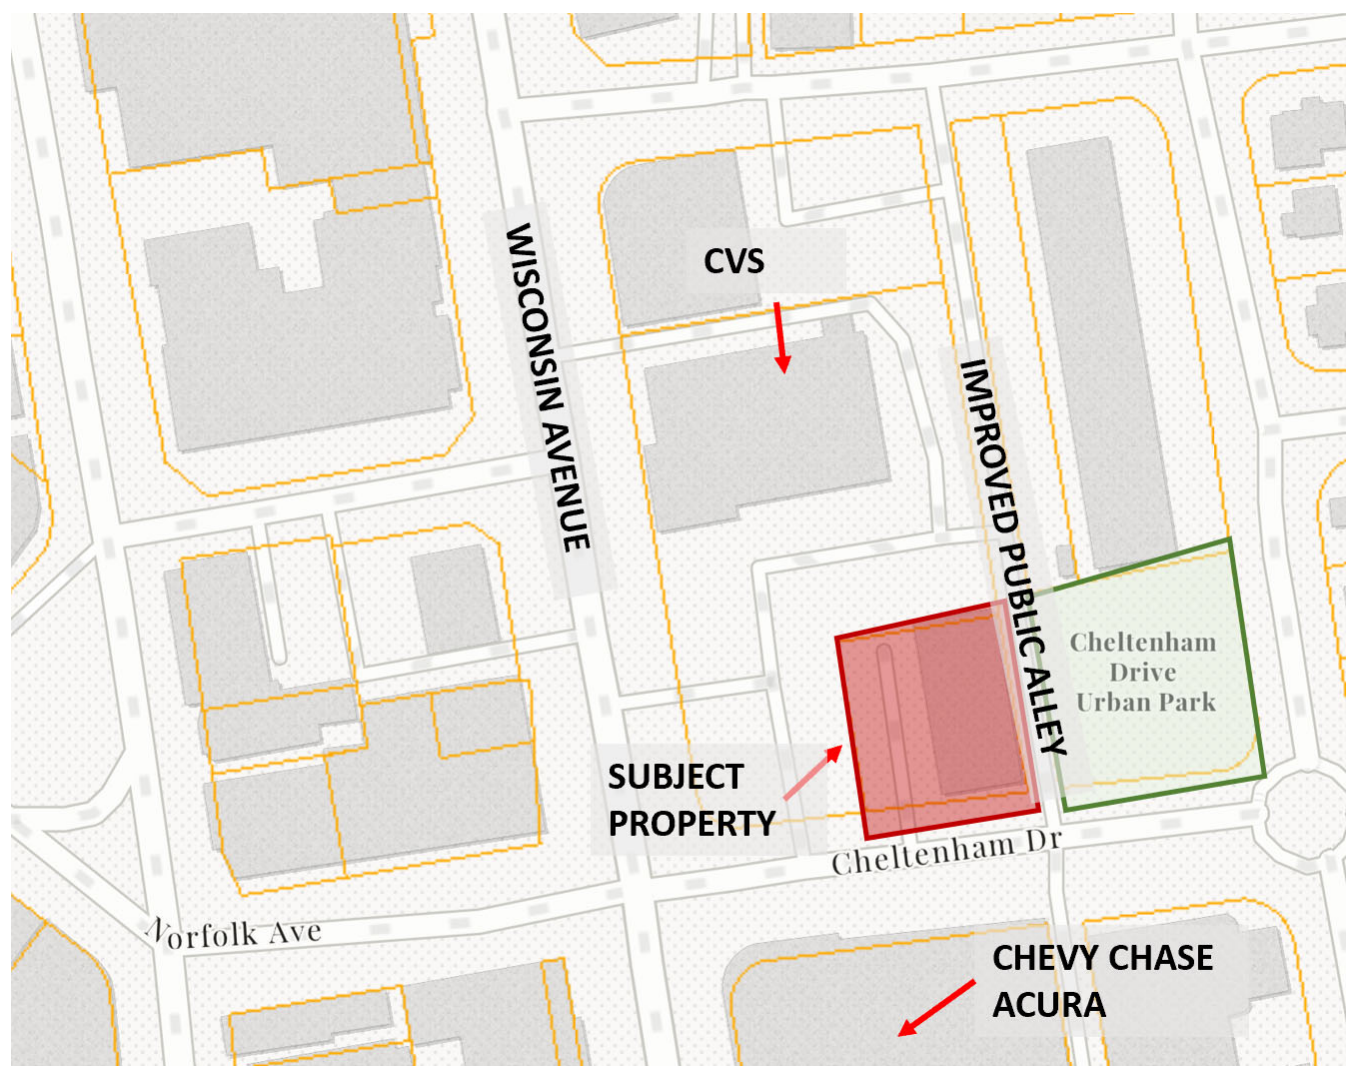 WISCONSIN AVENUE
CVS
IMPROVED PUBLIC ALLEY
Cheltenham
Drive
Urban Park
SUBJECT
PROPERTY
Cheltenham Dr
Norfolk Ave
CHEVY CHASE
ACURA